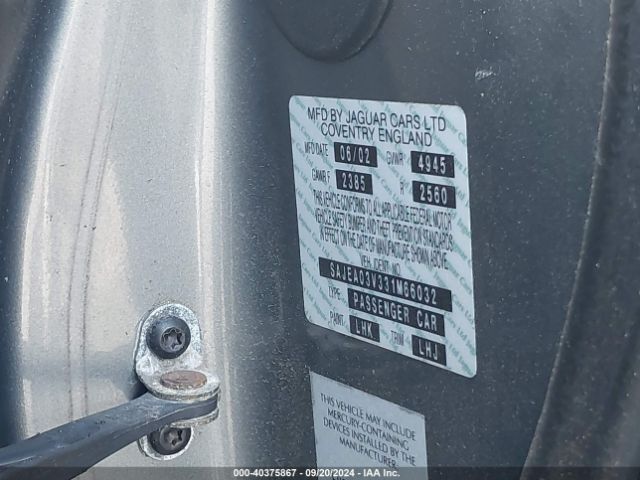 MFD BY JAGUAR CARS LTD
COVENTRY ENGLAND
MFD DATE 06/02 GVWR 4945
GAWR F 2385 R 2560
THIS VEHICLE CONFORMS TO ALL APPLICABLE FEDERAL MOTOR
VEHICLE SAFETY BUMPER AND THEFT PREVENTION STANDARDS
IN EFFECT ON THE DATE OF MANUFACTURE SHOWN ABOVE.
VEH. IDENT NO.
SAJEA03V331M66032
TYPE PASSENGER CAR
PAINT LHK TRIM LHJ
THIS VEHICLE MAY INCLUDE
MERCURY-CONTAINING
DEVICES INSTALLED BY THE
MANUFACTURER:
000-40375867 - 09/20/2024 - IAA Inc.